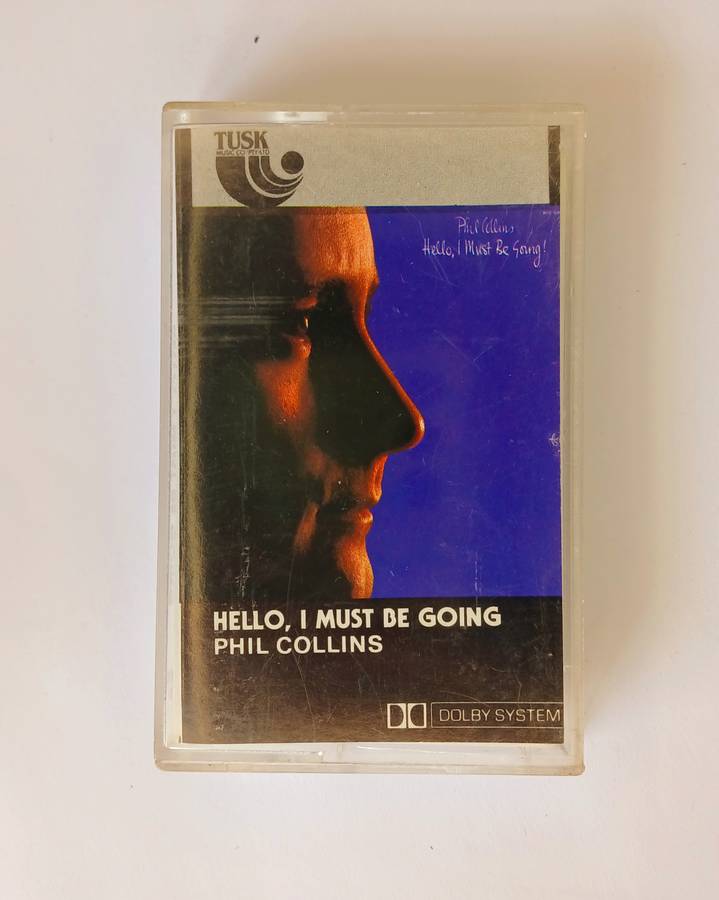 TUSK
MUSIC CO (PTY) LTD
Phil Collins
Hello, I Must Be Going!
HELLO, I MUST BE GOING
PHIL COLLINS
DOLBY SYSTEM